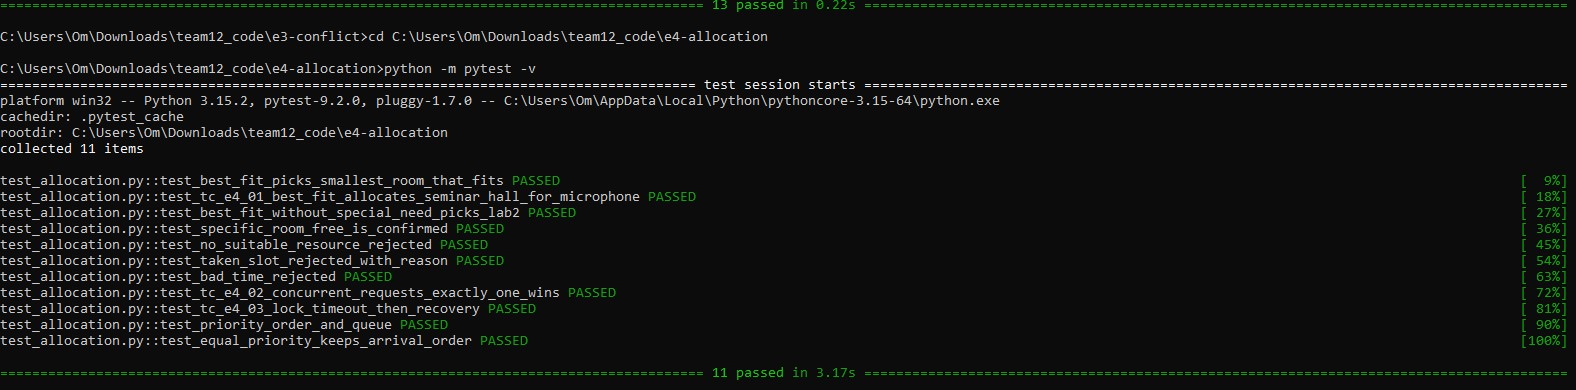 ======================================================================================= 13 passed in 0.22s =======================================================================================
C:\Users\Om\Downloads\team12_code\e3-conflict>cd C:\Users\Om\Downloads\team12_code\e4-allocation
C:\Users\Om\Downloads\team12_code\e4-allocation>python -m pytest -v
====================================================================================== test session starts =======================================================================================
platform win32 -- Python 3.15.2, pytest-9.2.0, pluggy-1.7.0 -- C:\Users\Om\AppData\Local\Python\pythoncore-3.15-64\python.exe
cachedir: .pytest_cache
rootdir: C:\Users\Om\Downloads\team12_code\e4-allocation
collected 11 items
test_allocation.py::test_best_fit_picks_smallest_room_that_fits PASSED [  9%]
test_allocation.py::test_tc_e4_01_best_fit_allocates_seminar_hall_for_microphone PASSED [ 18%]
test_allocation.py::test_best_fit_without_special_need_picks_lab2 PASSED [ 27%]
test_allocation.py::test_specific_room_free_is_confirmed PASSED [ 36%]
test_allocation.py::test_no_suitable_resource_rejected PASSED [ 45%]
test_allocation.py::test_taken_slot_rejected_with_reason PASSED [ 54%]
test_allocation.py::test_bad_time_rejected PASSED [ 63%]
test_allocation.py::test_tc_e4_02_concurrent_requests_exactly_one_wins PASSED [ 72%]
test_allocation.py::test_tc_e4_03_lock_timeout_then_recovery PASSED [ 81%]
test_allocation.py::test_priority_order_and_queue PASSED [ 90%]
test_allocation.py::test_equal_priority_keeps_arrival_order PASSED [100%]
======================================================================================= 11 passed in 3.17s =======================================================================================